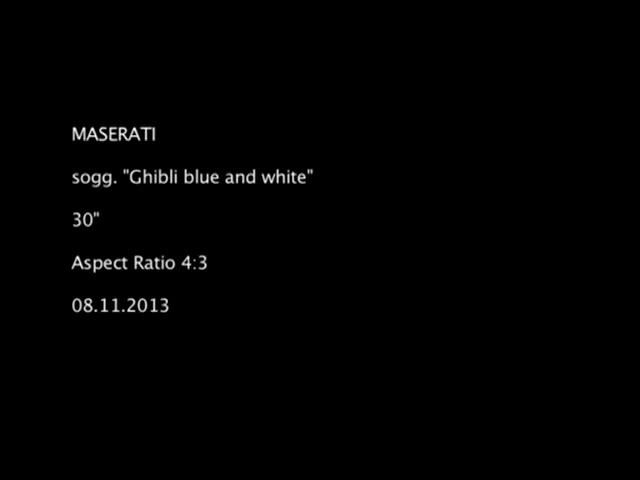 MASERATI
sogg. "Ghibli blue and white"
30"
Aspect Ratio 4:3
08.11.2013